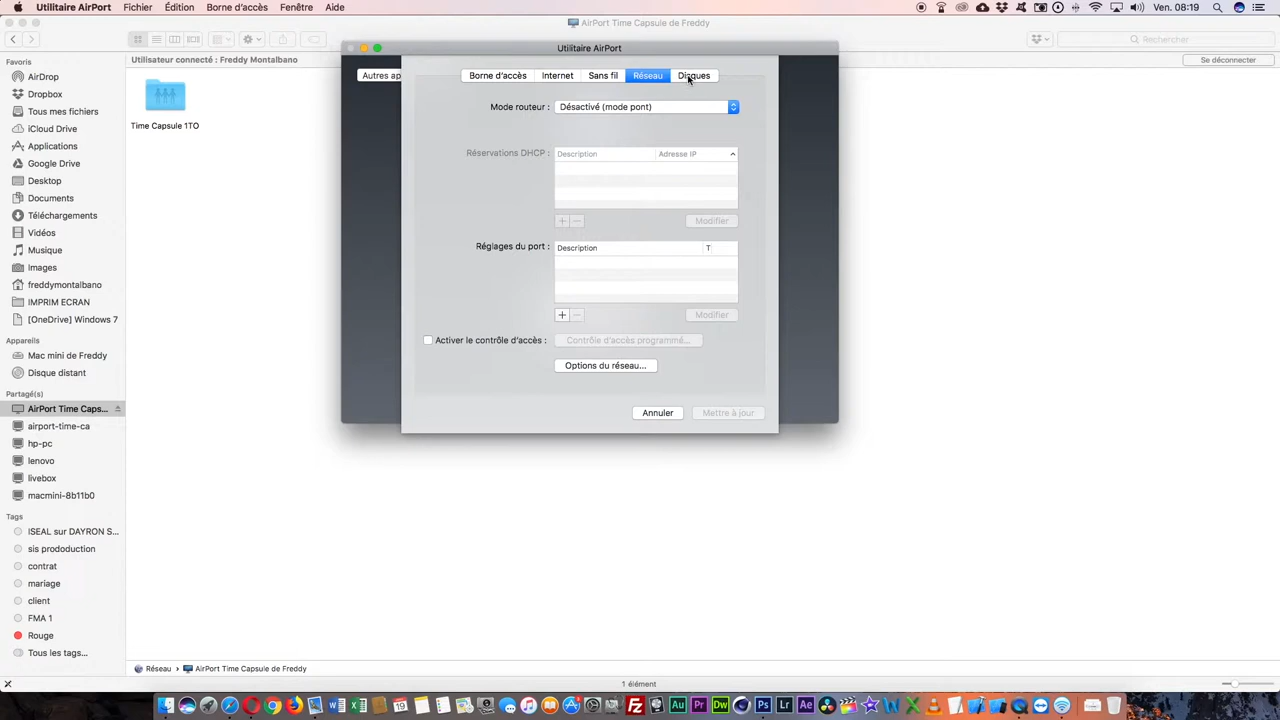 Utilitaire AirPort Fichier Édition Borne d'accès Fenêtre Aide Ven. 08:19
AirPort Time Capsule de Freddy
Rechercher
Utilisateur connecté : Freddy Montalbano
Se déconnecter
Favoris
AirDrop
Dropbox
Tous mes fichiers
iCloud Drive
Applications
Google Drive
Desktop
Documents
Téléchargements
Vidéos
Musique
Images
freddymontalbano
IMPRIM ECRAN
[OneDrive] Windows 7
Appareils
Mac mini de Freddy
Disque distant
Partagé(s)
AirPort Time Caps...
airport-time-ca
hp-pc
lenovo
livebox
macmini-8b11b0
Tags
ISEAL sur DAYRON S...
sis prododuction
contrat
mariage
client
FMA 1
Rouge
Tous les tags...
Time Capsule 1TO
Utilitaire AirPort
Autres ap
Borne d'accès Internet Sans fil Réseau Disques
Mode routeur : Désactivé (mode pont)
Réservations DHCP : Description Adresse IP
Modifier
Réglages du port : Description T
Modifier
Activer le contrôle d'accès : Contrôle d'accès programmé...
Options du réseau...
Annuler Mettre à jour
Réseau › AirPort Time Capsule de Freddy
1 élément